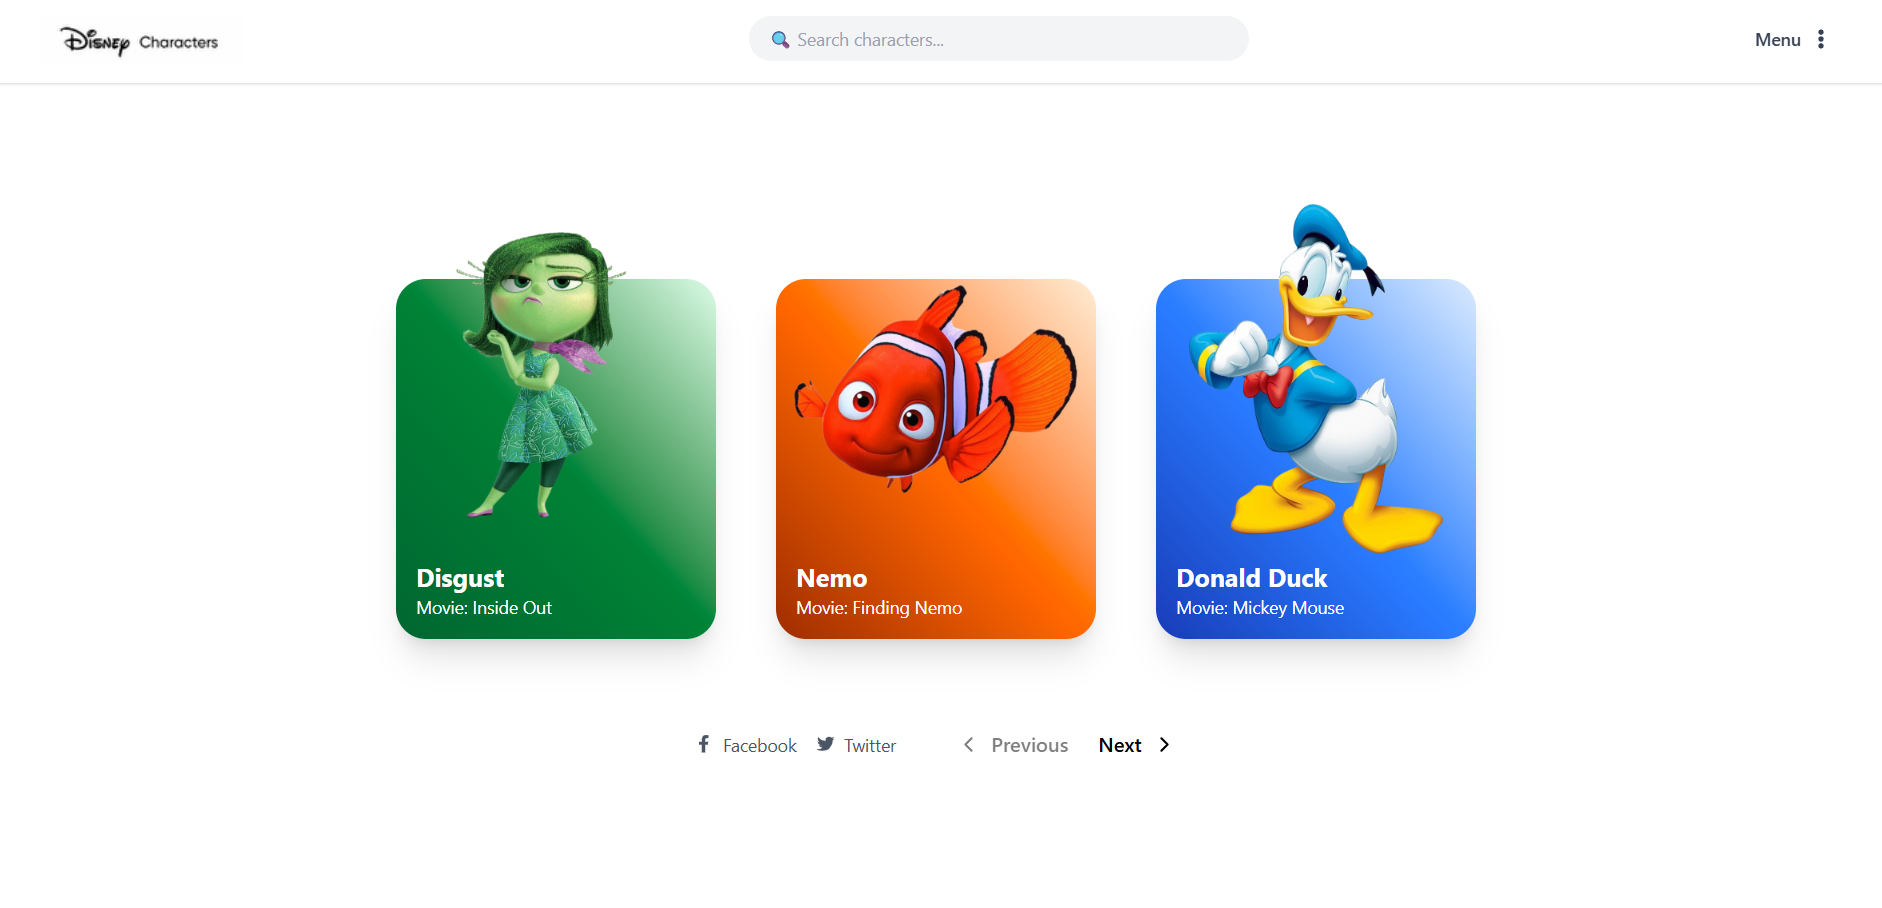 Disney Characters
Search characters...
Menu
Disgust
Movie: Inside Out
Nemo
Movie: Finding Nemo
Donald Duck
Movie: Mickey Mouse
Facebook Twitter Previous Next